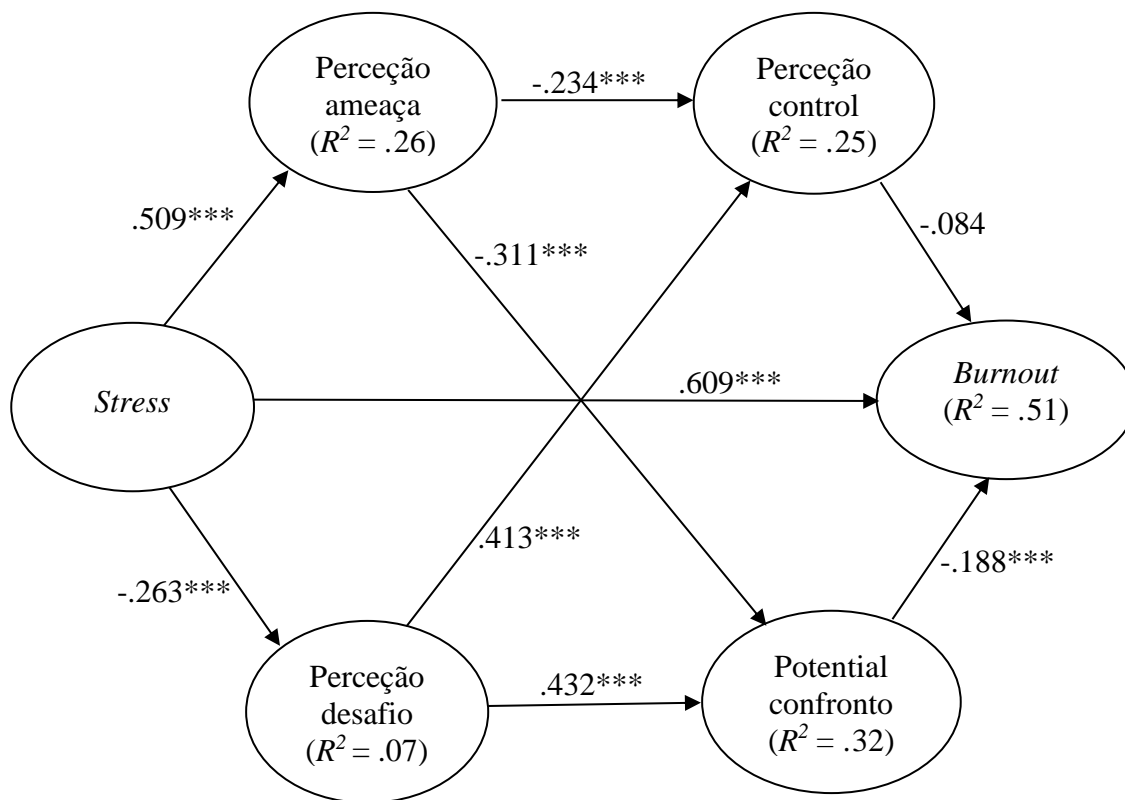 Perceção
ameaça
(R² = .26)
-.234***
Perceção
control
(R² = .25)
.509***
-.311***
-.084
Stress
.609***
Burnout
(R² = .51)
-.263***
.413***
-.188***
Perceção
desafio
(R² = .07)
.432***
Potential
confronto
(R² = .32)